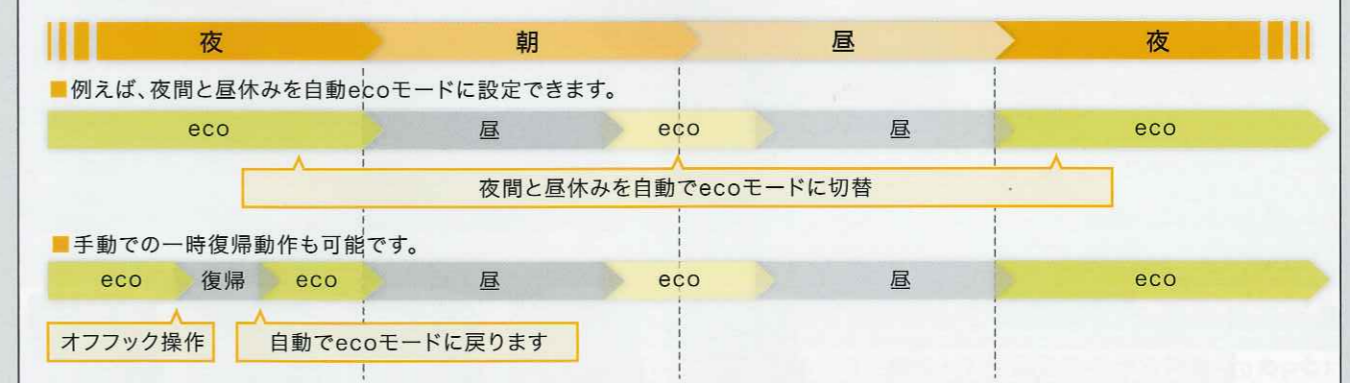 夜 朝 昼 夜
■例えば、夜間と昼休みを自動ecoモードに設定できます。
eco 昼 eco 昼 eco
夜間と昼休みを自動でecoモードに切替
■手動での一時復帰動作も可能です。
eco 復帰 eco 昼 eco 昼 eco
オフフック操作 自動でecoモードに戻ります